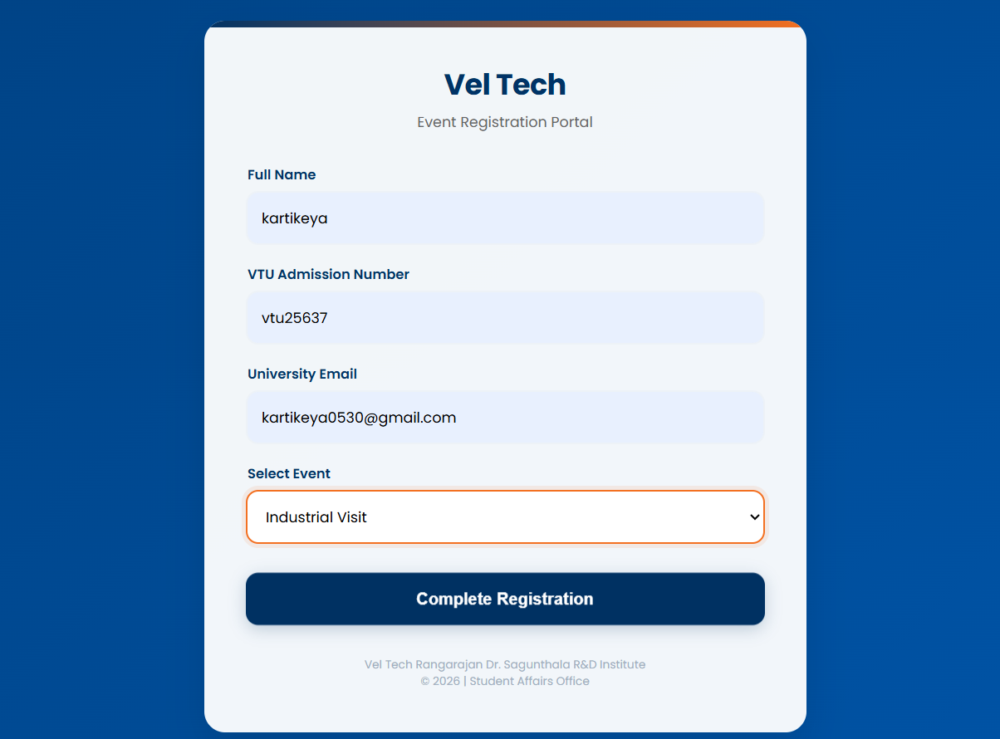 Vel Tech
Event Registration Portal
Full Name
kartikeya
VTU Admission Number
vtu25637
University Email
kartikeya0530@gmail.com
Select Event
Industrial Visit
Complete Registration
Vel Tech Rangarajan Dr. Sagunthala R&D Institute
© 2026 | Student Affairs Office